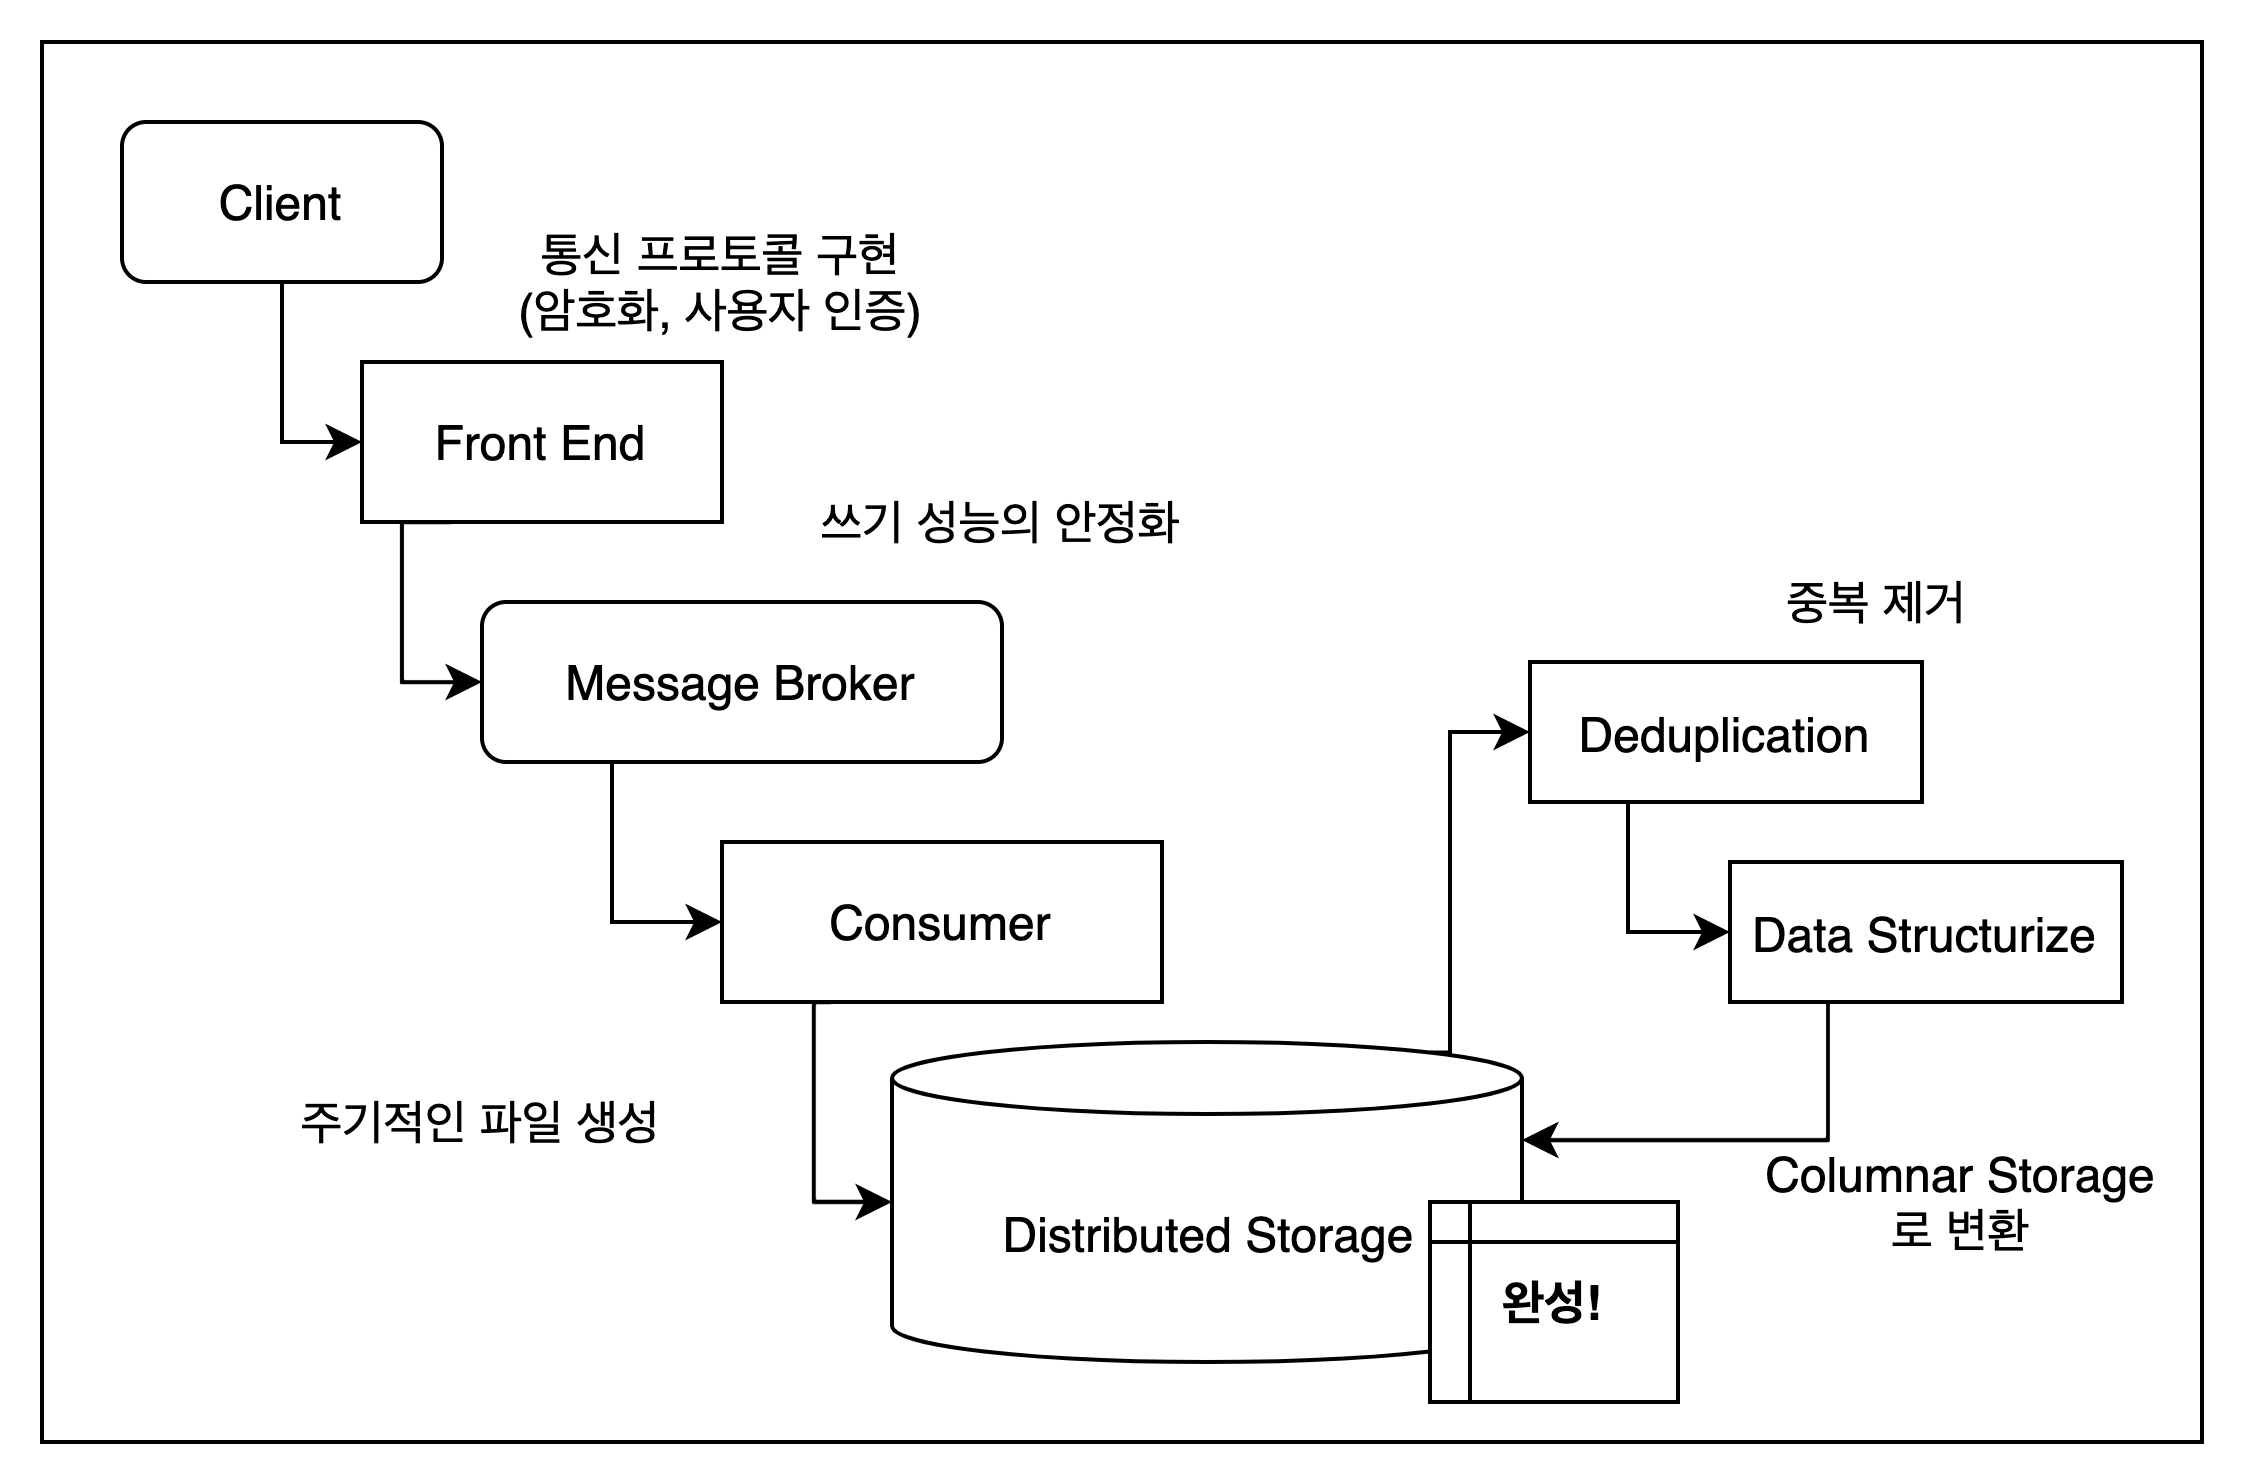 Client
통신 프로토콜 구현
(암호화, 사용자 인증)
Front End
쓰기 성능의 안정화
Message Broker
Consumer
주기적인 파일 생성
Distributed Storage
중복 제거
Deduplication
Data Structurize
Columnar Storage
로 변환
완성!